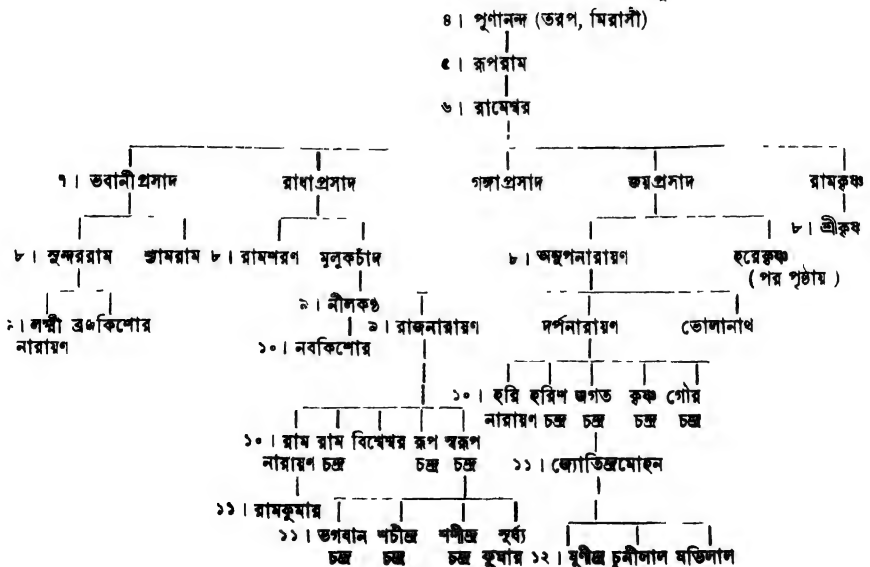 ৪। পূর্ণানন্দ (তরপ, মিরাসী)
৫। রূপরাম
৬। রামেশ্বর
৭। ভবানীপ্রসাদ রাধাপ্রসাদ গঙ্গাপ্রসাদ জয়প্রসাদ রামকৃষ্ণ
৮। শ্রীকৃষ্ণ
৮। সুন্দররাম শ্যামরাম ৮। রামশরণ মুলুকচাঁদ ৮। অনুপনারায়ণ হরেকৃষ্ণ
(পর পৃষ্ঠায়)
৯। নীলকণ্ঠ
৯। লক্ষ্মী ব্রজকিশোর
নারায়ণ
৯। রাজনারায়ণ দর্পনারায়ণ ভোলানাথ
১০। নবকিশোর
১০। হরি হরিশ জগত কৃষ্ণ গৌর
নারায়ণ চন্দ্র চন্দ্র চন্দ্র চন্দ্র
১০। রাম রাম বিশ্বেশ্বর রূপ স্বরূপ
নারায়ণ চন্দ্র চন্দ্র চন্দ্র
১১। জ্যোতিন্দ্রমোহন
১১। রামকুমার
১১। ভগবান শচীন্দ্র শশীন্দ্র সূর্য্য
চন্দ্র চন্দ্র চন্দ্র কুমার
১২। মুণীন্দ্র চুনীলাল মতিলাল